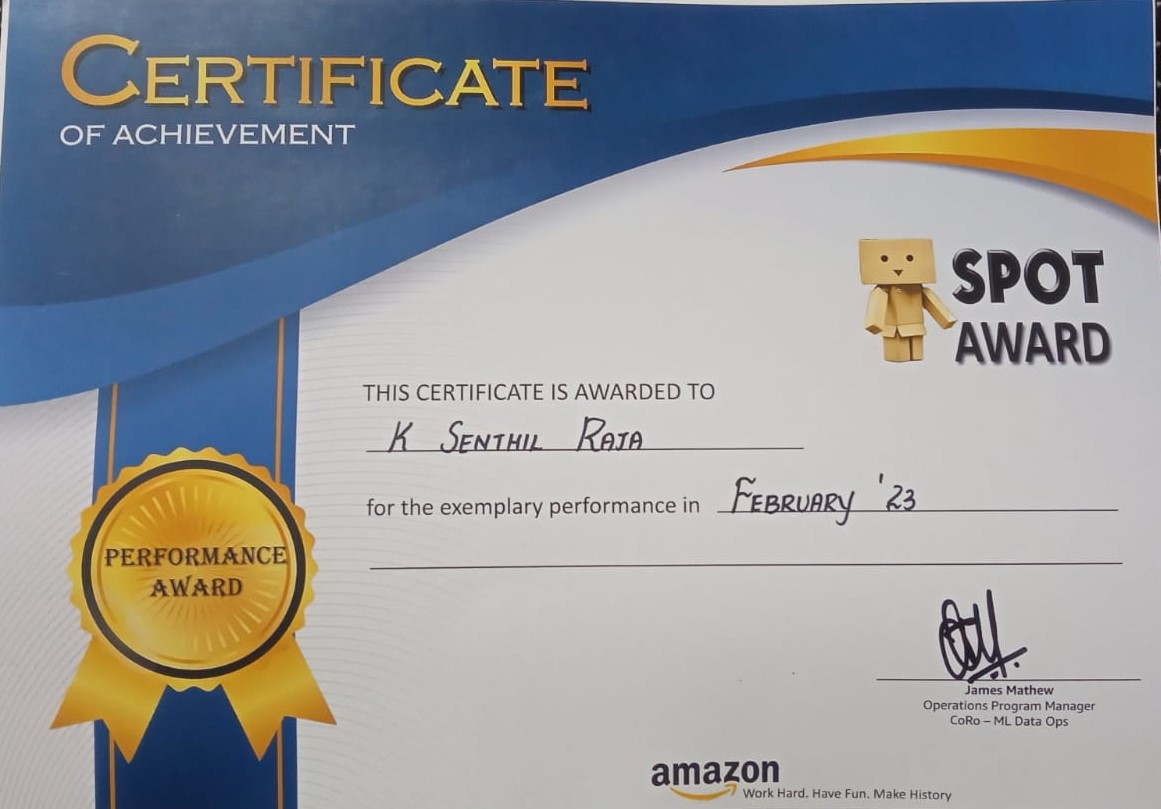 CERTIFICATE
OF ACHIEVEMENT
SPOT
AWARD
THIS CERTIFICATE IS AWARDED TO
K SENTHIL RAJA
for the exemplary performance in FEBRUARY '23
PERFORMANCE
AWARD
James Mathew
Operations Program Manager
CoRo – ML Data Ops
amazon
Work Hard. Have Fun. Make History